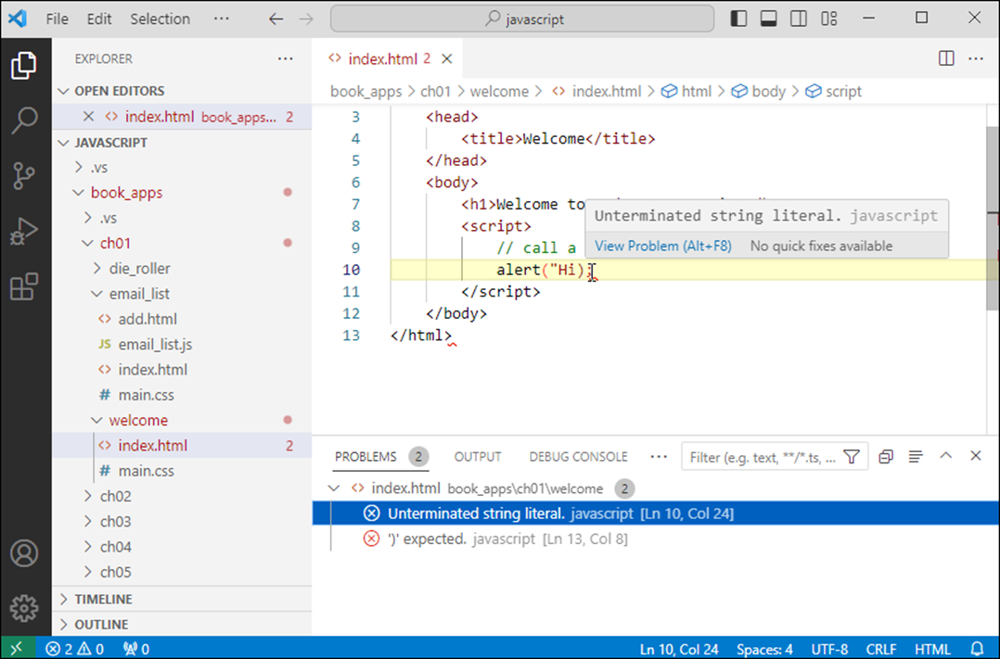 File Edit Selection ··· javascript
EXPLORER ···
OPEN EDITORS
index.html book_apps... 2
JAVASCRIPT
.vs
book_apps
.vs
ch01
die_roller
email_list
add.html
JS email_list.js
index.html
# main.css
welcome
index.html 2
# main.css
ch02
ch03
ch04
ch05
TIMELINE
OUTLINE
<> index.html 2
book_apps > ch01 > welcome > <> index.html > html > body > script
3 <head>
4 <title>Welcome</title>
5 </head>
6 <body>
7 <h1>Welcome to
8 <script>
9 // call a
10 alert("Hi);
11 </script>
12 </body>
13 </html>
Unterminated string literal. javascript
View Problem (Alt+F8) No quick fixes available
PROBLEMS 2 OUTPUT DEBUG CONSOLE ··· Filter (e.g. text, **/*.ts, ...
<> index.html book_apps\ch01\welcome 2
Unterminated string literal. javascript [Ln 10, Col 24]
')' expected. javascript [Ln 13, Col 8]
2 0 0 Ln 10, Col 24 Spaces: 4 UTF-8 CRLF HTML